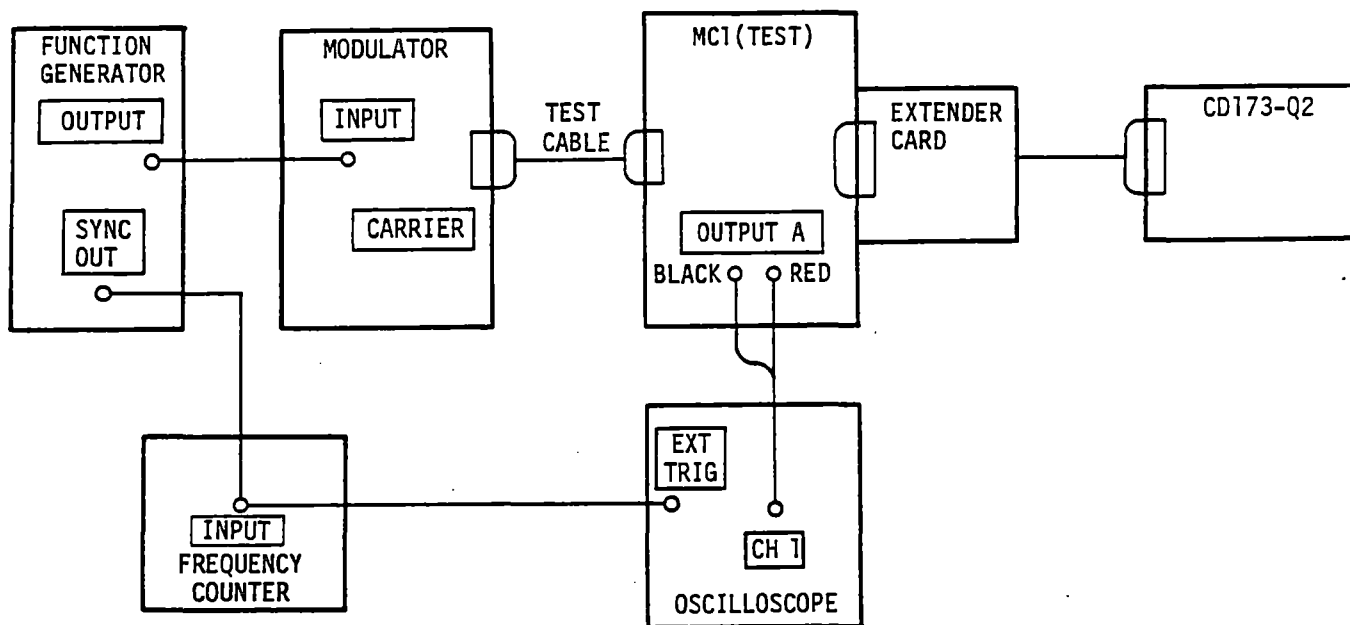 FUNCTION
GENERATOR
OUTPUT
SYNC
OUT
MODULATOR
INPUT
CARRIER
TEST
CABLE
MC1(TEST)
OUTPUT A
BLACK
RED
EXTENDER
CARD
CD173-Q2
INPUT
FREQUENCY
COUNTER
EXT
TRIG
CH 1
OSCILLOSCOPE